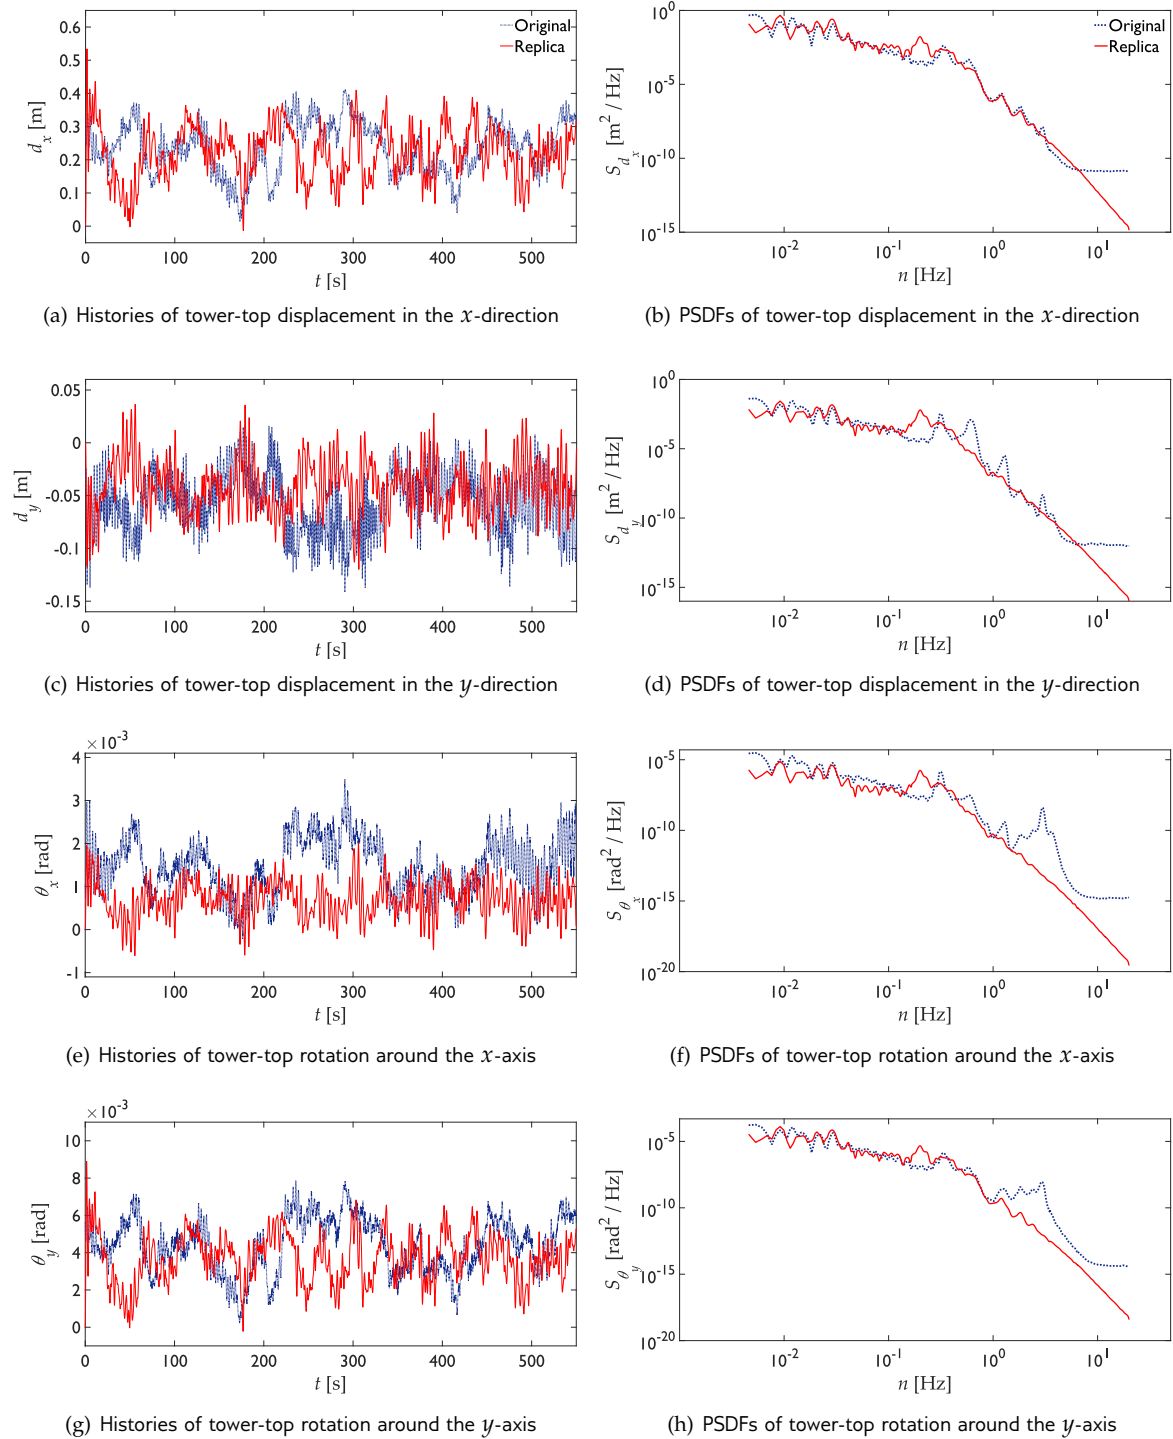 0.6
0.5
0.4
0.3
0.2
0.1
0
d_x [m]
Original
Replica
0 100 200 300 400 500
t [s]
(a) Histories of tower-top displacement in the x-direction
10^0
10^-5
10^-10
10^-15
S_{d_x} [m^2 / Hz]
Original
Replica
10^-2 10^-1 10^0 10^1
n [Hz]
(b) PSDFs of tower-top displacement in the x-direction
0.05
0
-0.05
-0.1
-0.15
d_y [m]
0 100 200 300 400 500
t [s]
(c) Histories of tower-top displacement in the y-direction
10^0
10^-5
10^-10
10^-15
S_{d_y} [m^2 / Hz]
10^-2 10^-1 10^0 10^1
n [Hz]
(d) PSDFs of tower-top displacement in the y-direction
×10^-3
4
3
2
1
0
-1
θ_x [rad]
0 100 200 300 400 500
t [s]
(e) Histories of tower-top rotation around the x-axis
10^-5
10^-10
10^-15
10^-20
S_{θ_x} [rad^2 / Hz]
10^-2 10^-1 10^0 10^1
n [Hz]
(f) PSDFs of tower-top rotation around the x-axis
×10^-3
10
8
6
4
2
0
θ_y [rad]
0 100 200 300 400 500
t [s]
(g) Histories of tower-top rotation around the y-axis
10^-5
10^-10
10^-15
10^-20
S_{θ_y} [rad^2 / Hz]
10^-2 10^-1 10^0 10^1
n [Hz]
(h) PSDFs of tower-top rotation around the y-axis